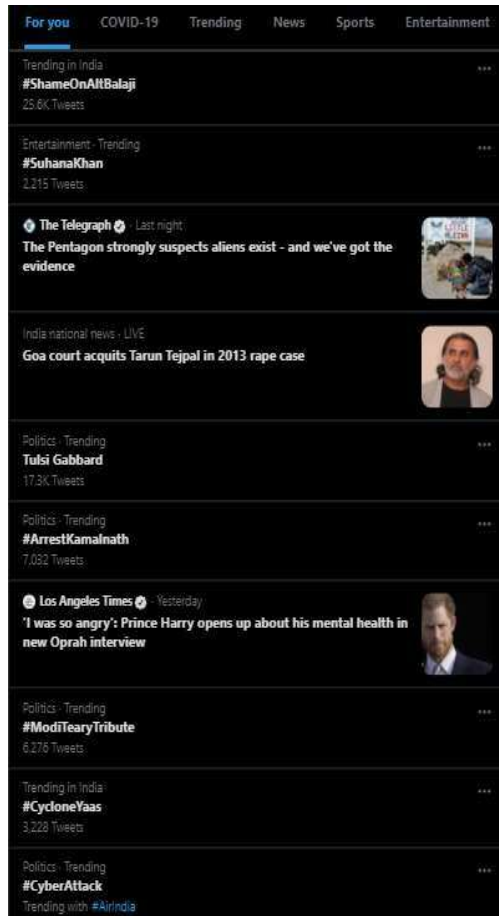 For you COVID-19 Trending News Sports Entertainment
Trending in India
#ShameOnAltBalaji
25.6K Tweets
Entertainment · Trending
#SuhanaKhan
2,215 Tweets
The Telegraph · Last night
The Pentagon strongly suspects aliens exist - and we've got the
evidence
India national news · LIVE
Goa court acquits Tarun Tejpal in 2013 rape case
Politics · Trending
Tulsi Gabbard
17.3K Tweets
Politics · Trending
#ArrestKamalnath
7,032 Tweets
Los Angeles Times · Yesterday
'I was so angry': Prince Harry opens up about his mental health in
new Oprah interview
Politics · Trending
#ModiTearyTribute
6,276 Tweets
Trending in India
#CycloneYaas
3,228 Tweets
Politics · Trending
#CyberAttack
Trending with #AirIndia